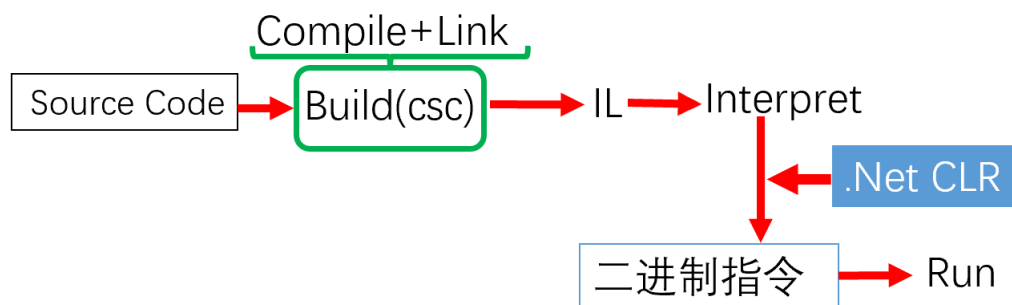 Compile+Link
Source Code
Build(csc)
IL
Interpret
.Net CLR
二进制指令
Run